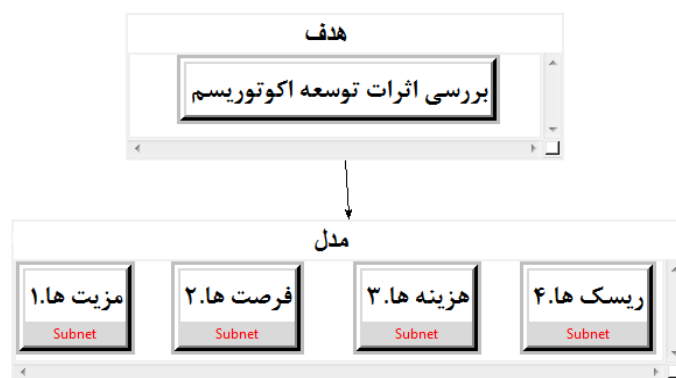 هدف
بررسی اثرات توسعه اکوتوریسم
مدل
۱.مزیت ها
۲.فرصت ها
۳.هزینه ها
۴.ریسک ها
Subnet
Subnet
Subnet
Subnet